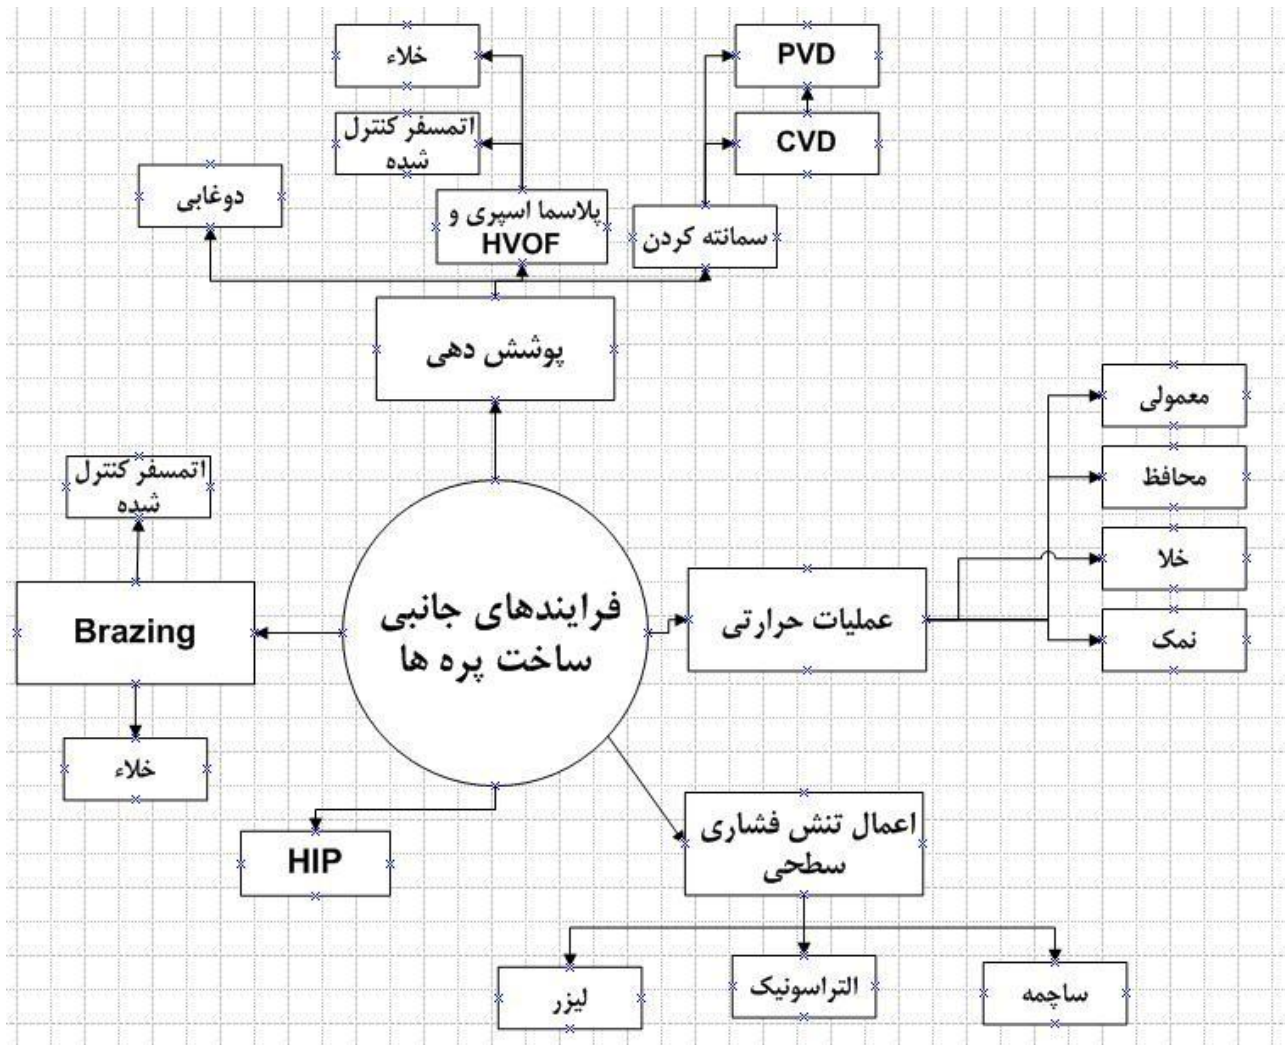 خلاء
PVD
اتمسفر کنترل
شده
CVD
دوغابی
پلاسما اسپری و
HVOF
سمانته کردن
پوشش دهی
معمولی
محافظ
خلا
نمک
اتمسفر کنترل
شده
Brazing
خلاء
فرایندهای جانبی
ساخت پره ها
عملیات حرارتی
HIP
اعمال تنش فشاری
سطحی
لیزر
التراسونیک
ساچمه